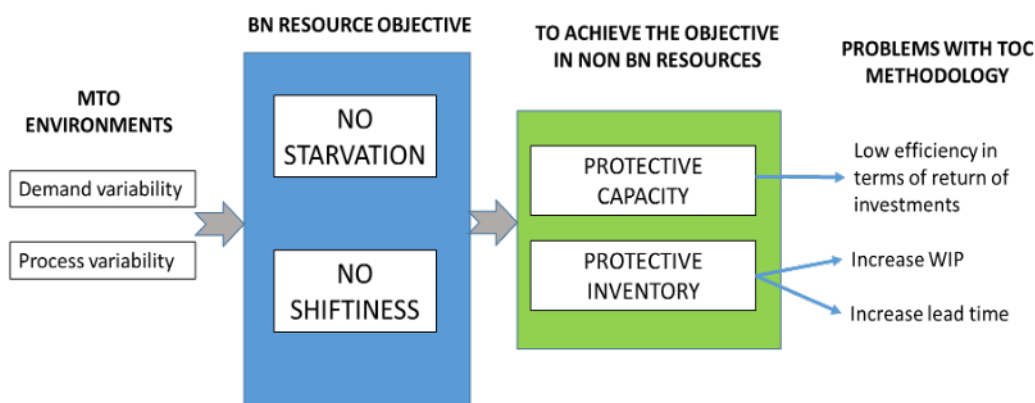 MTO
ENVIRONMENTS
Demand variability
Process variability
BN RESOURCE OBJECTIVE
NO
STARVATION
NO
SHIFTINESS
TO ACHIEVE THE OBJECTIVE
IN NON BN RESOURCES
PROTECTIVE
CAPACITY
PROTECTIVE
INVENTORY
PROBLEMS WITH TOC
METHODOLOGY
Low efficiency in
terms of return of
investments
Increase WIP
Increase lead time